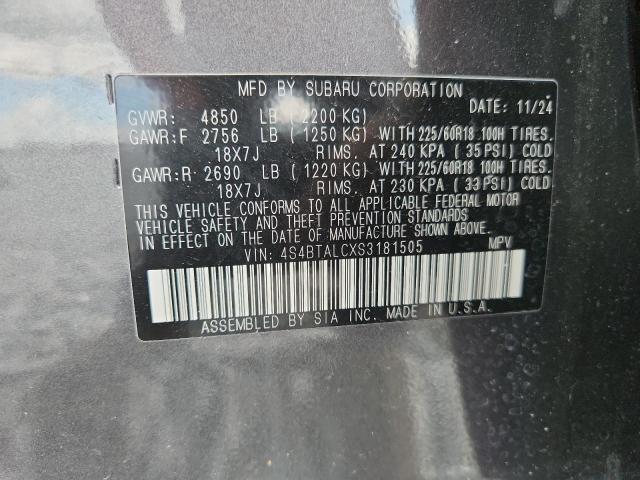 MFD BY SUBARU CORPORATION
DATE: 11/24
GVWR: 4850 LB ( 2200 KG)
GAWR:F 2756 LB ( 1250 KG) WITH 225/60R18 100H TIRES.
18X7J RIMS. AT 240 KPA ( 35 PSI) COLD
GAWR:R 2690 LB ( 1220 KG) WITH 225/60R18 100H TIRES.
18X7J RIMS. AT 230 KPA ( 33 PSI) COLD
THIS VEHICLE CONFORMS TO ALL APPLICABLE FEDERAL MOTOR
VEHICLE SAFETY AND THEFT PREVENTION STANDARDS
IN EFFECT ON THE DATE OF MANUFACTURE SHOWN ABOVE.
VIN: 4S4BTALCXS3181505 MPV
ASSEMBLED BY SIA INC. MADE IN U.S.A.